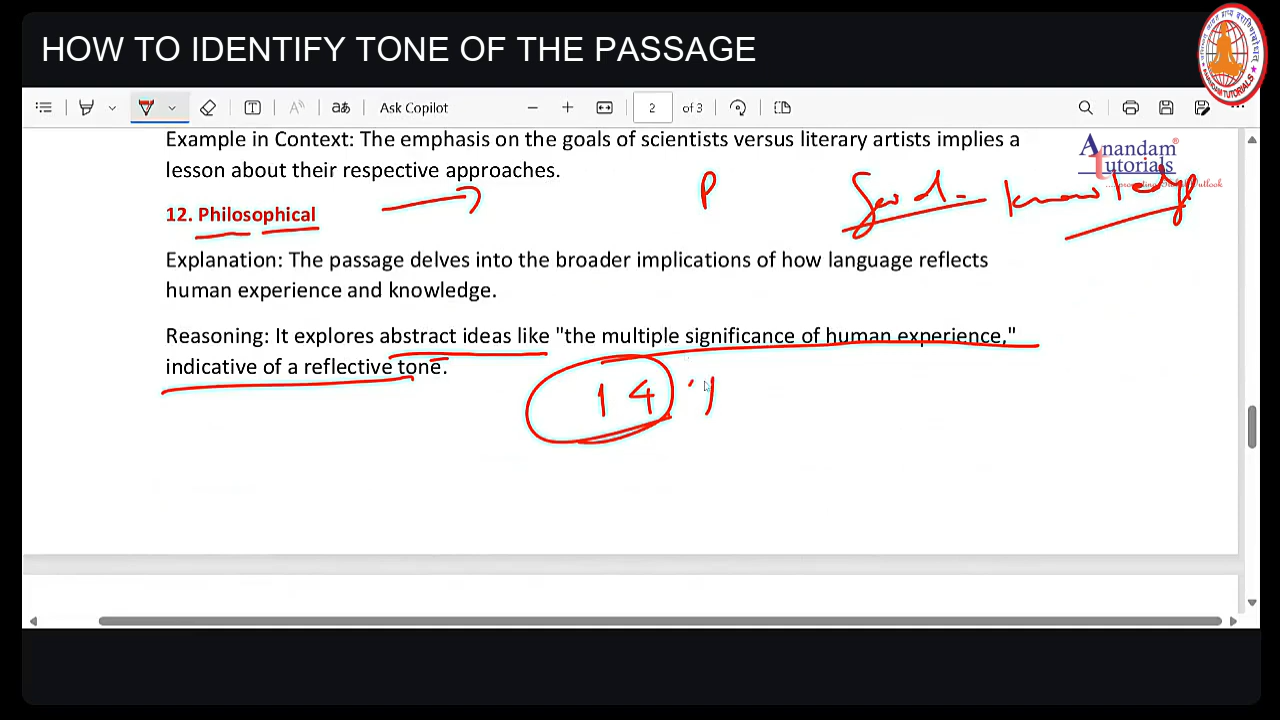 HOW TO IDENTIFY TONE OF THE PASSAGE
Ask Copilot
2 of 3
Example in Context: The emphasis on the goals of scientists versus literary artists implies a
lesson about their respective approaches.
Anandam
Tutorials
12. Philosophical
P
knowledge
Explanation: The passage delves into the broader implications of how language reflects
human experience and knowledge.
Reasoning: It explores abstract ideas like "the multiple significance of human experience,"
indicative of a reflective tone.
14